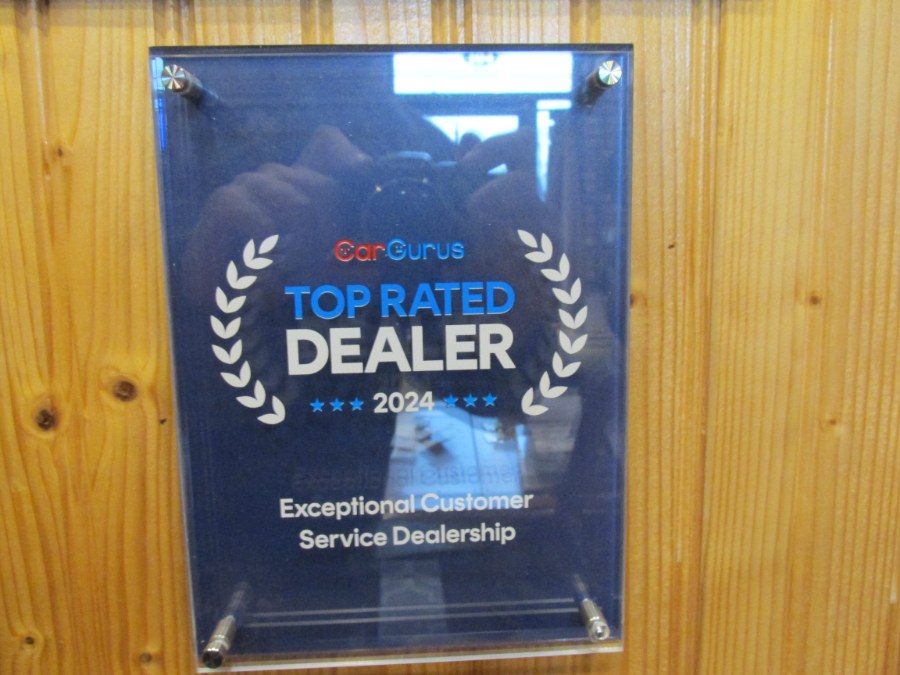 CarGurus
TOP RATED
DEALER
2024
Exceptional Customer
Service Dealership